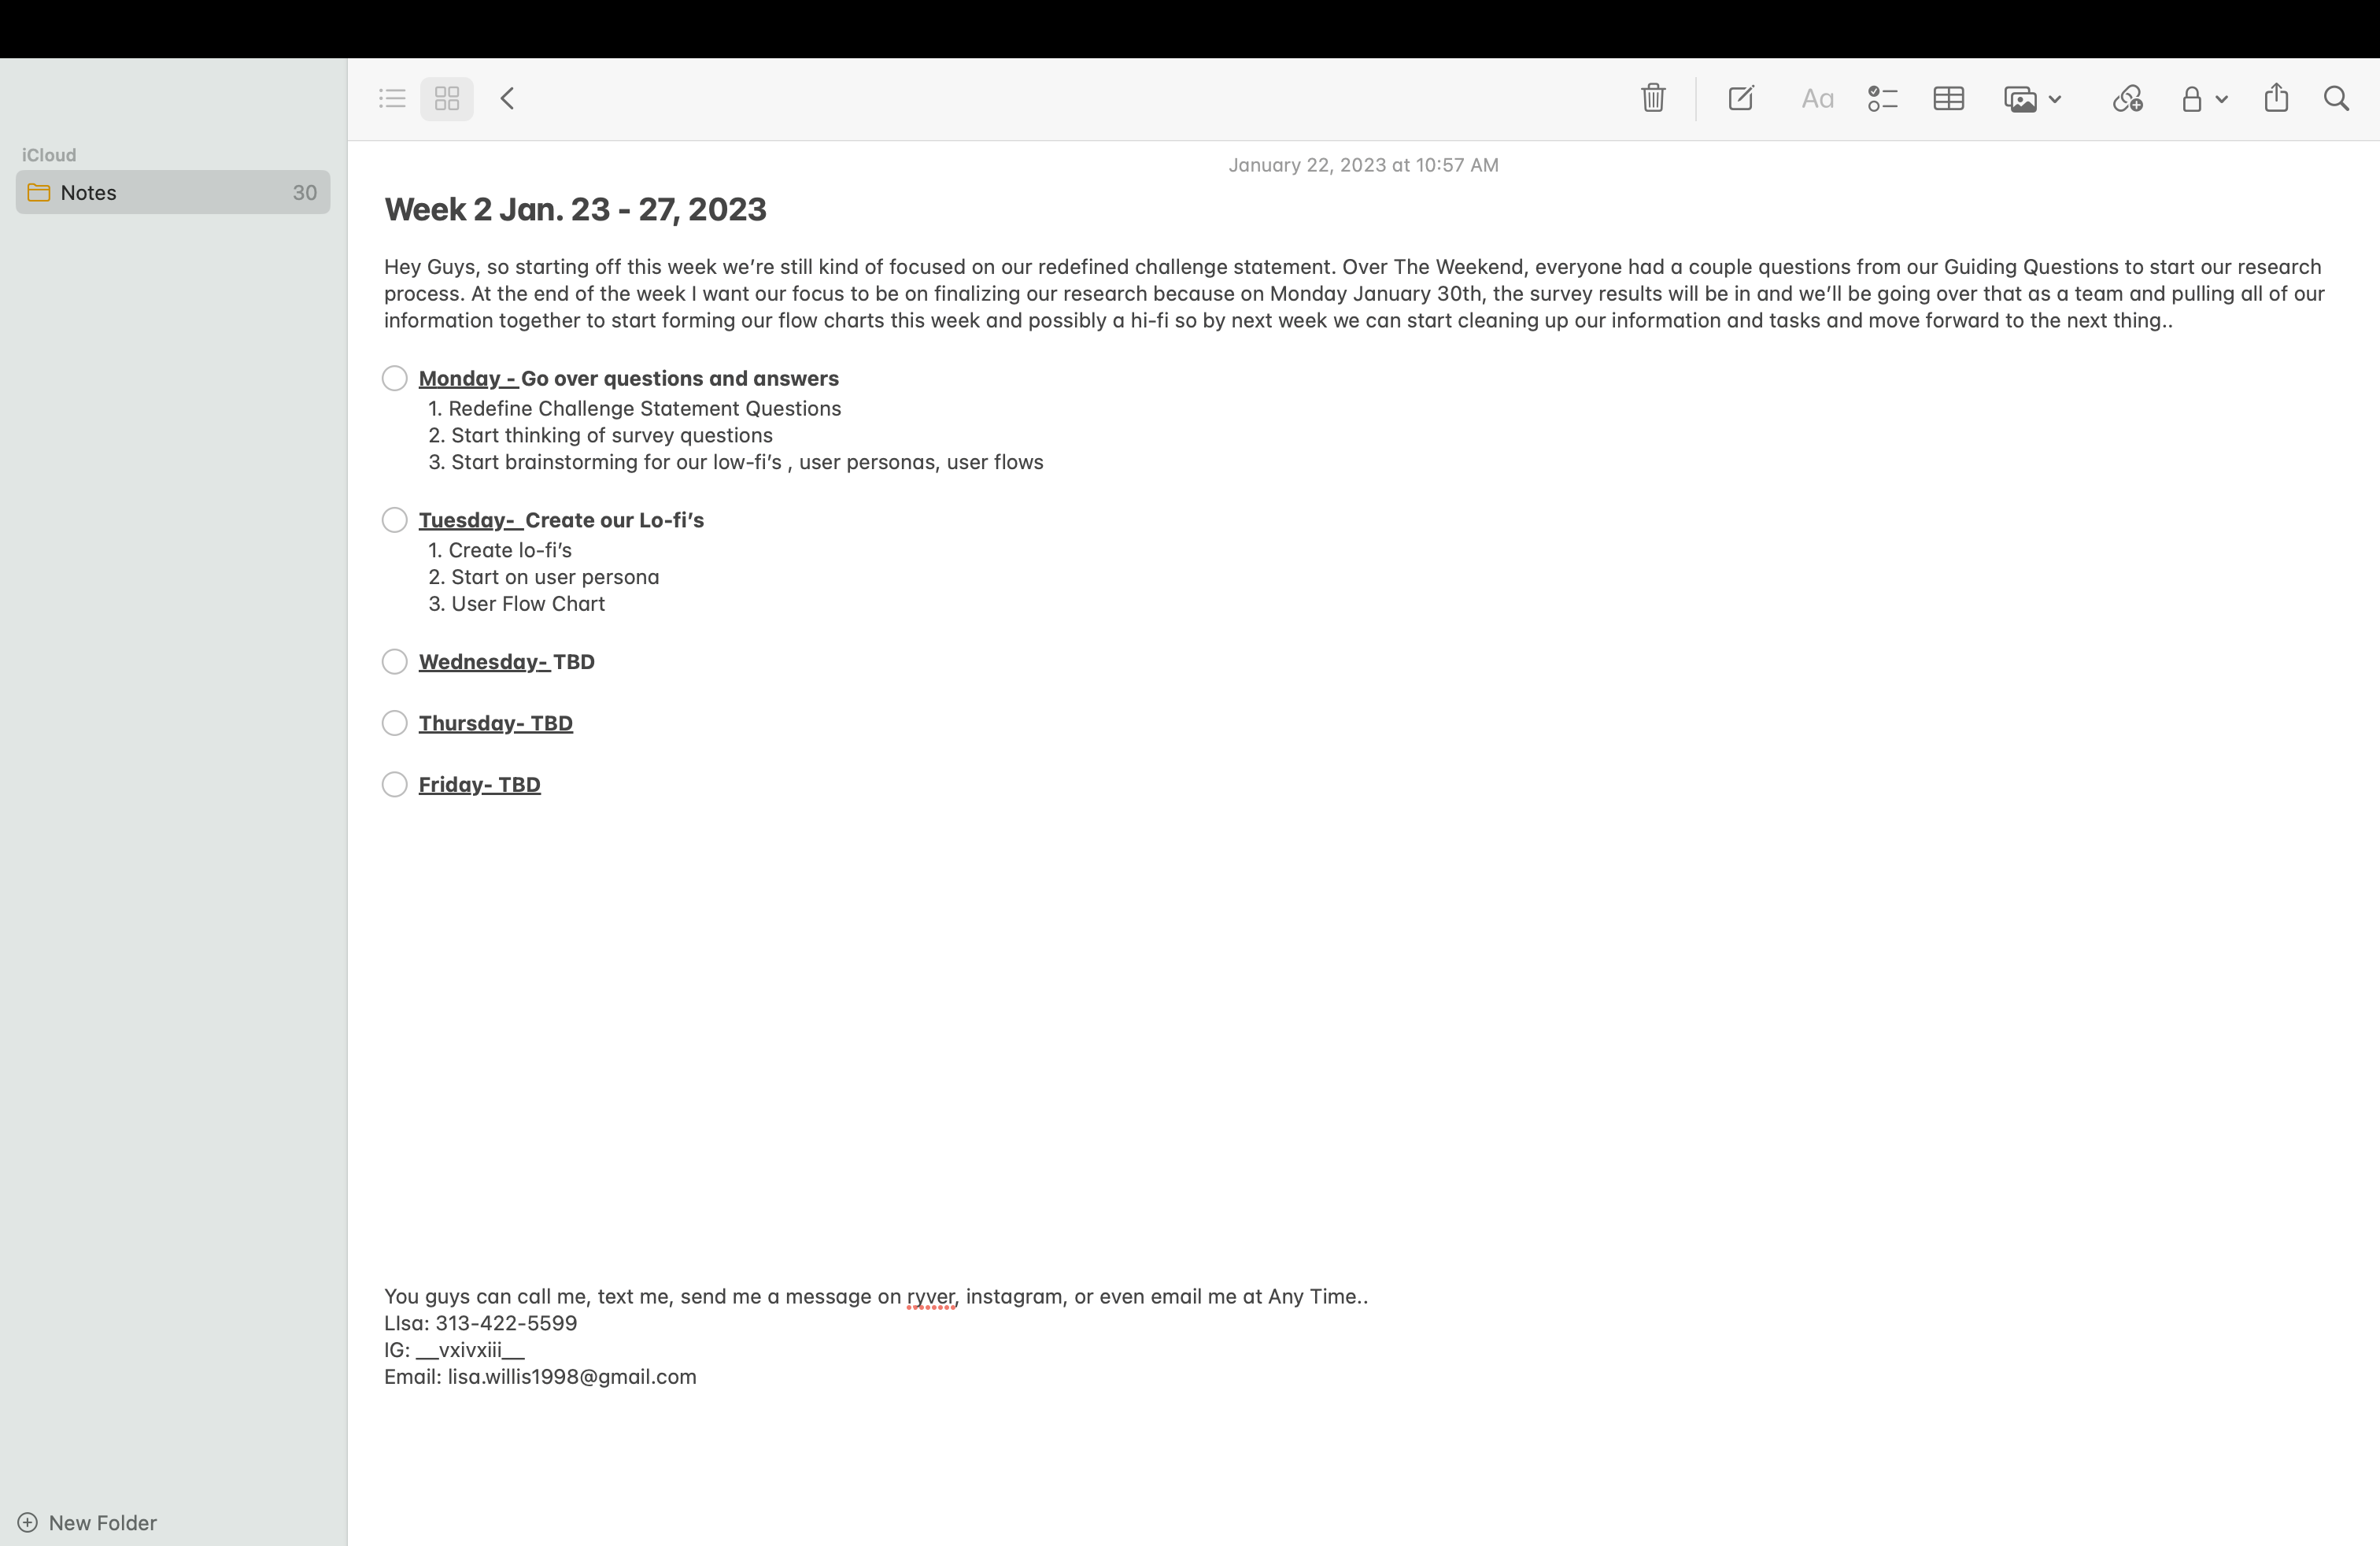 iCloud
Notes 30
New Folder
Aa
January 22, 2023 at 10:57 AM
Week 2 Jan. 23 - 27, 2023
Hey Guys, so starting off this week we’re still kind of focused on our redefined challenge statement. Over The Weekend, everyone had a couple questions from our Guiding Questions to start our research
process. At the end of the week I want our focus to be on finalizing our research because on Monday January 30th, the survey results will be in and we’ll be going over that as a team and pulling all of our
information together to start forming our flow charts this week and possibly a hi-fi so by next week we can start cleaning up our information and tasks and move forward to the next thing..
Monday - Go over questions and answers
1. Redefine Challenge Statement Questions
2. Start thinking of survey questions
3. Start brainstorming for our low-fi’s , user personas, user flows
Tuesday- Create our Lo-fi’s
1. Create lo-fi’s
2. Start on user persona
3. User Flow Chart
Wednesday- TBD
Thursday- TBD
Friday- TBD
You guys can call me, text me, send me a message on ryver, instagram, or even email me at Any Time..
LIsa: 313-422-5599
IG: __vxivxiii__
Email: lisa.willis1998@gmail.com